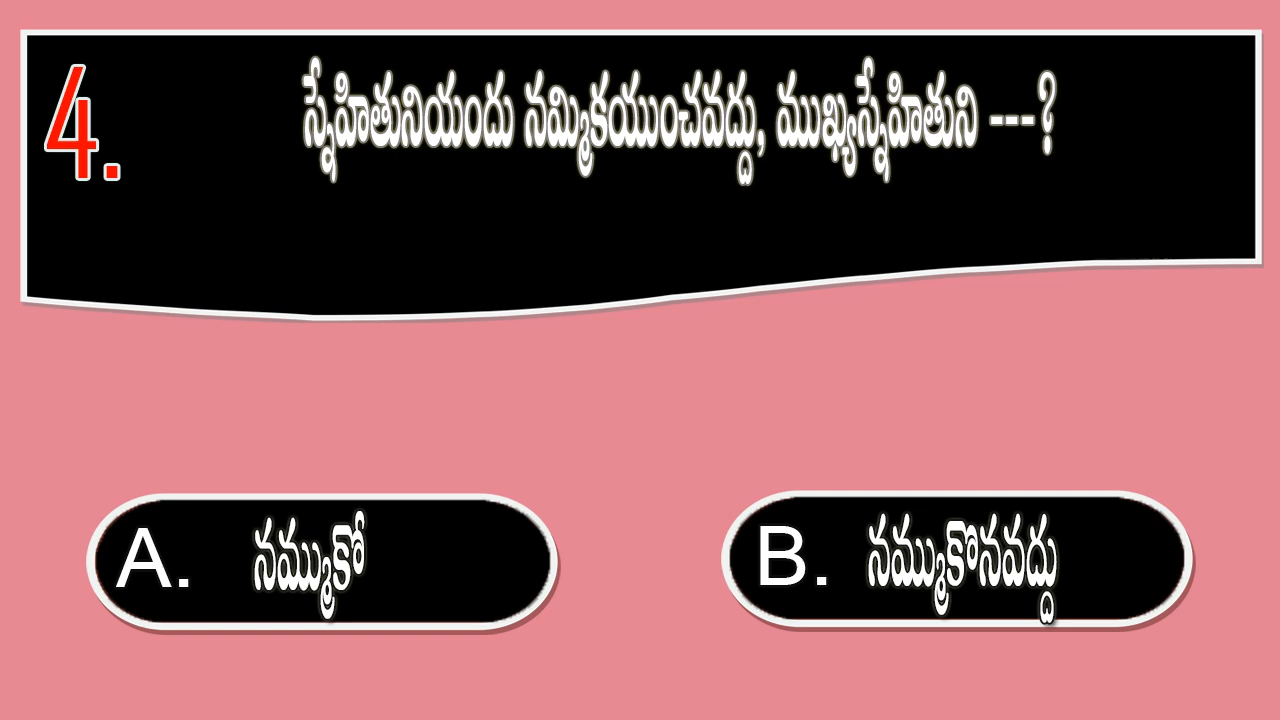 4.
స్నేహితునియందు నమ్మికయుంచవద్దు, ముఖ్యస్నేహితుని ---?
A. నమ్ముకో
B. నమ్ముకొనవద్దు